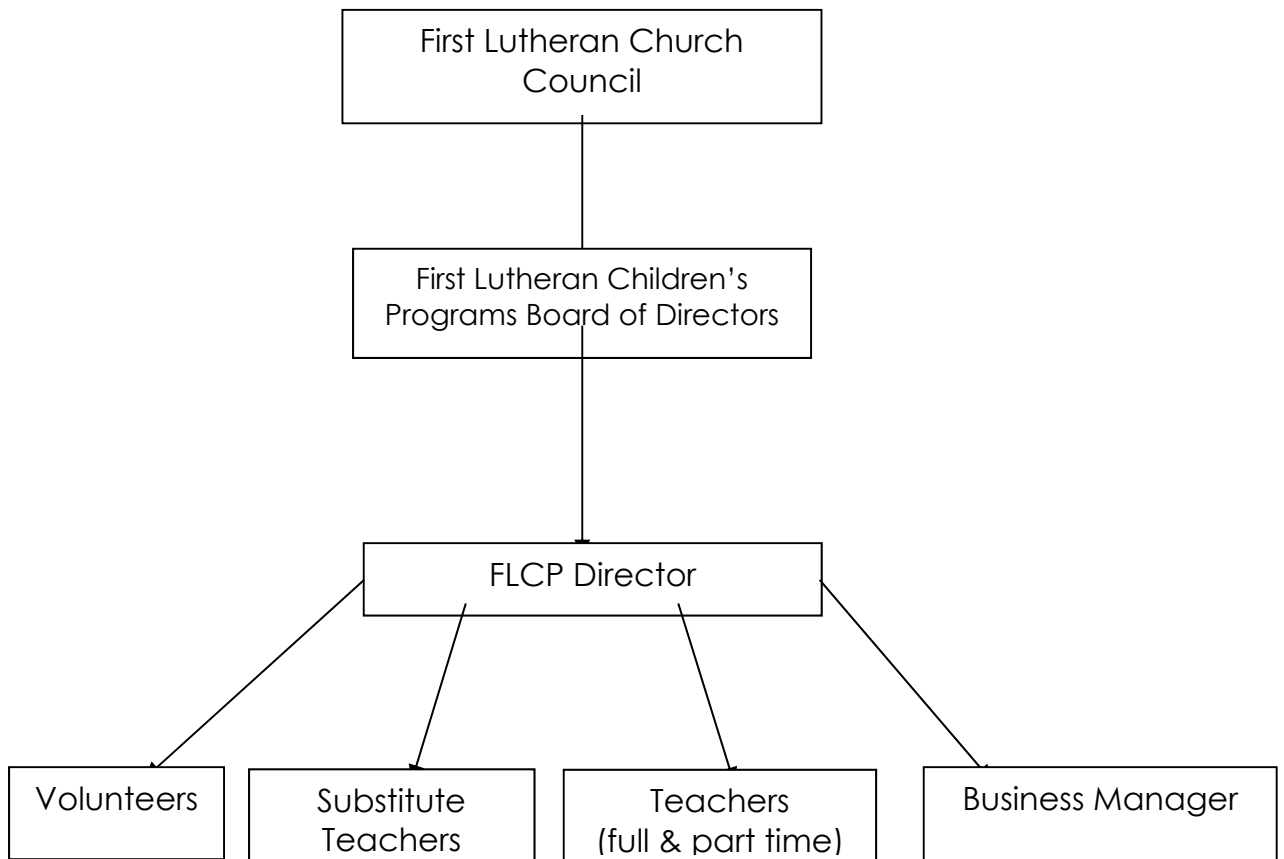 First Lutheran Church
Council
First Lutheran Children’s
Programs Board of Directors
FLCP Director
Volunteers
Substitute
Teachers
Teachers
(full & part time)
Business Manager